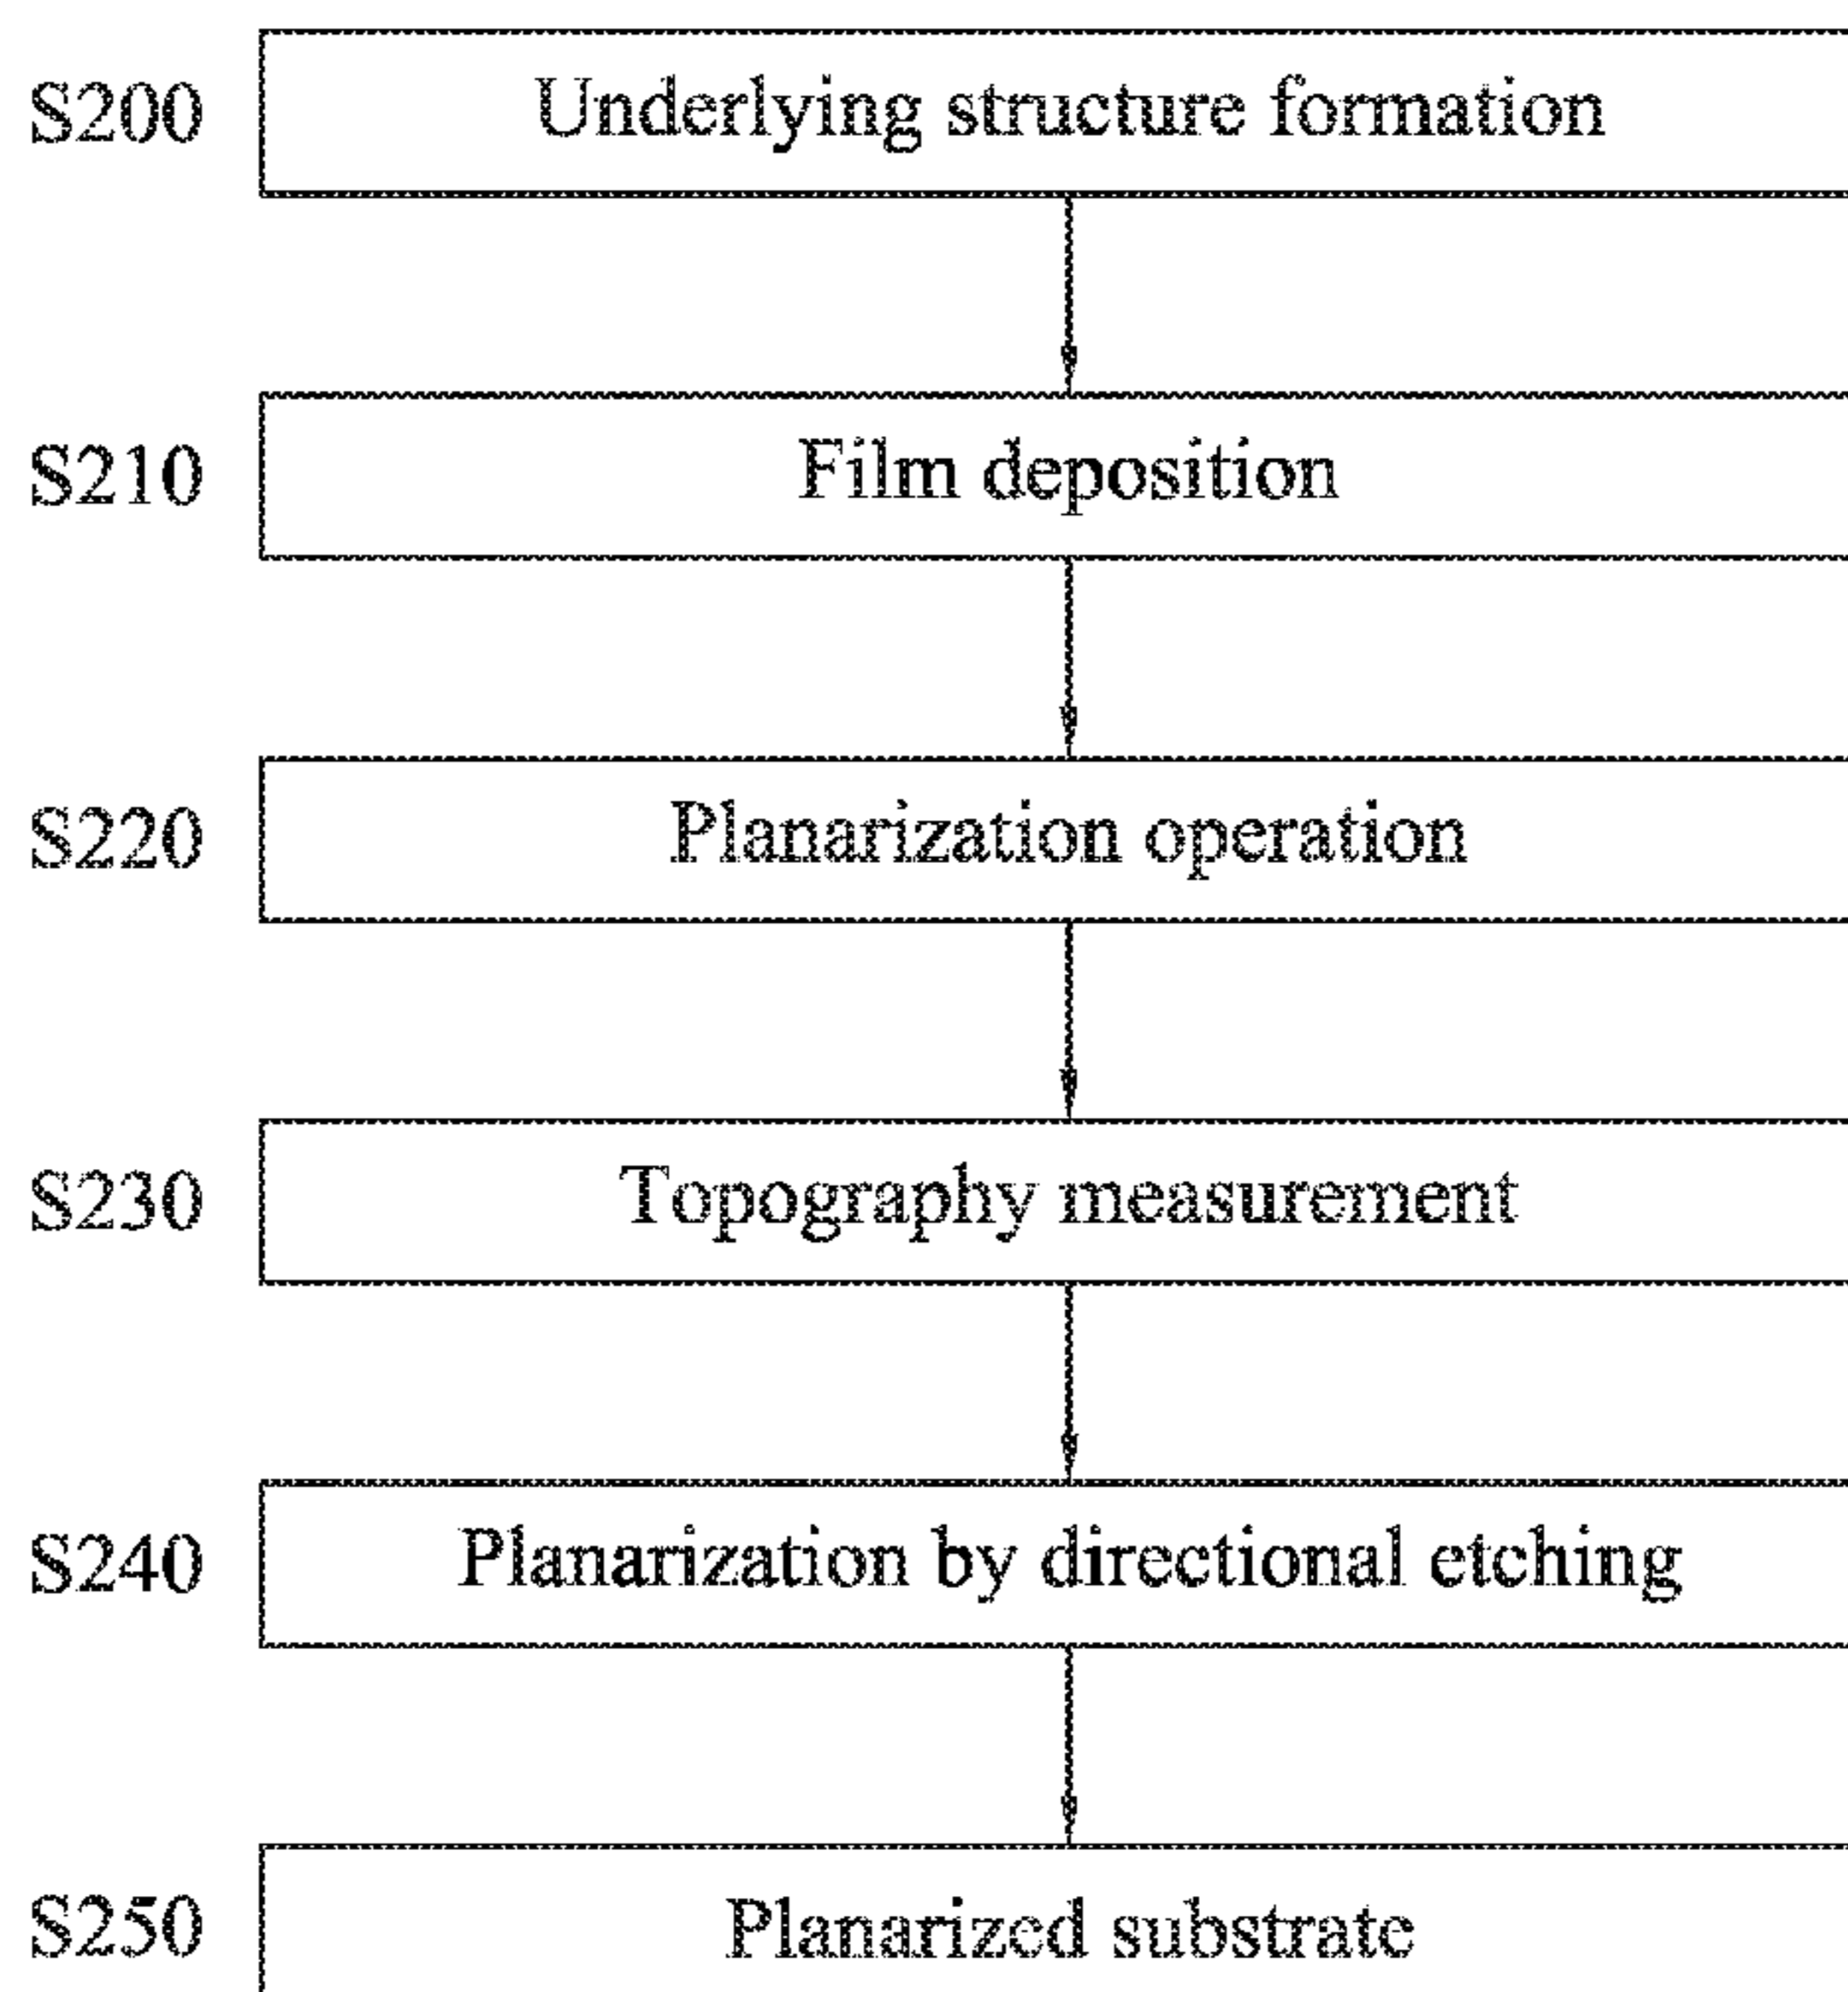 S200 Underlying structure formation
S210 Film deposition
S220 Planarization operation
S230 Topography measurement
S240 Planarization by directional etching
S250 Planarized substrate